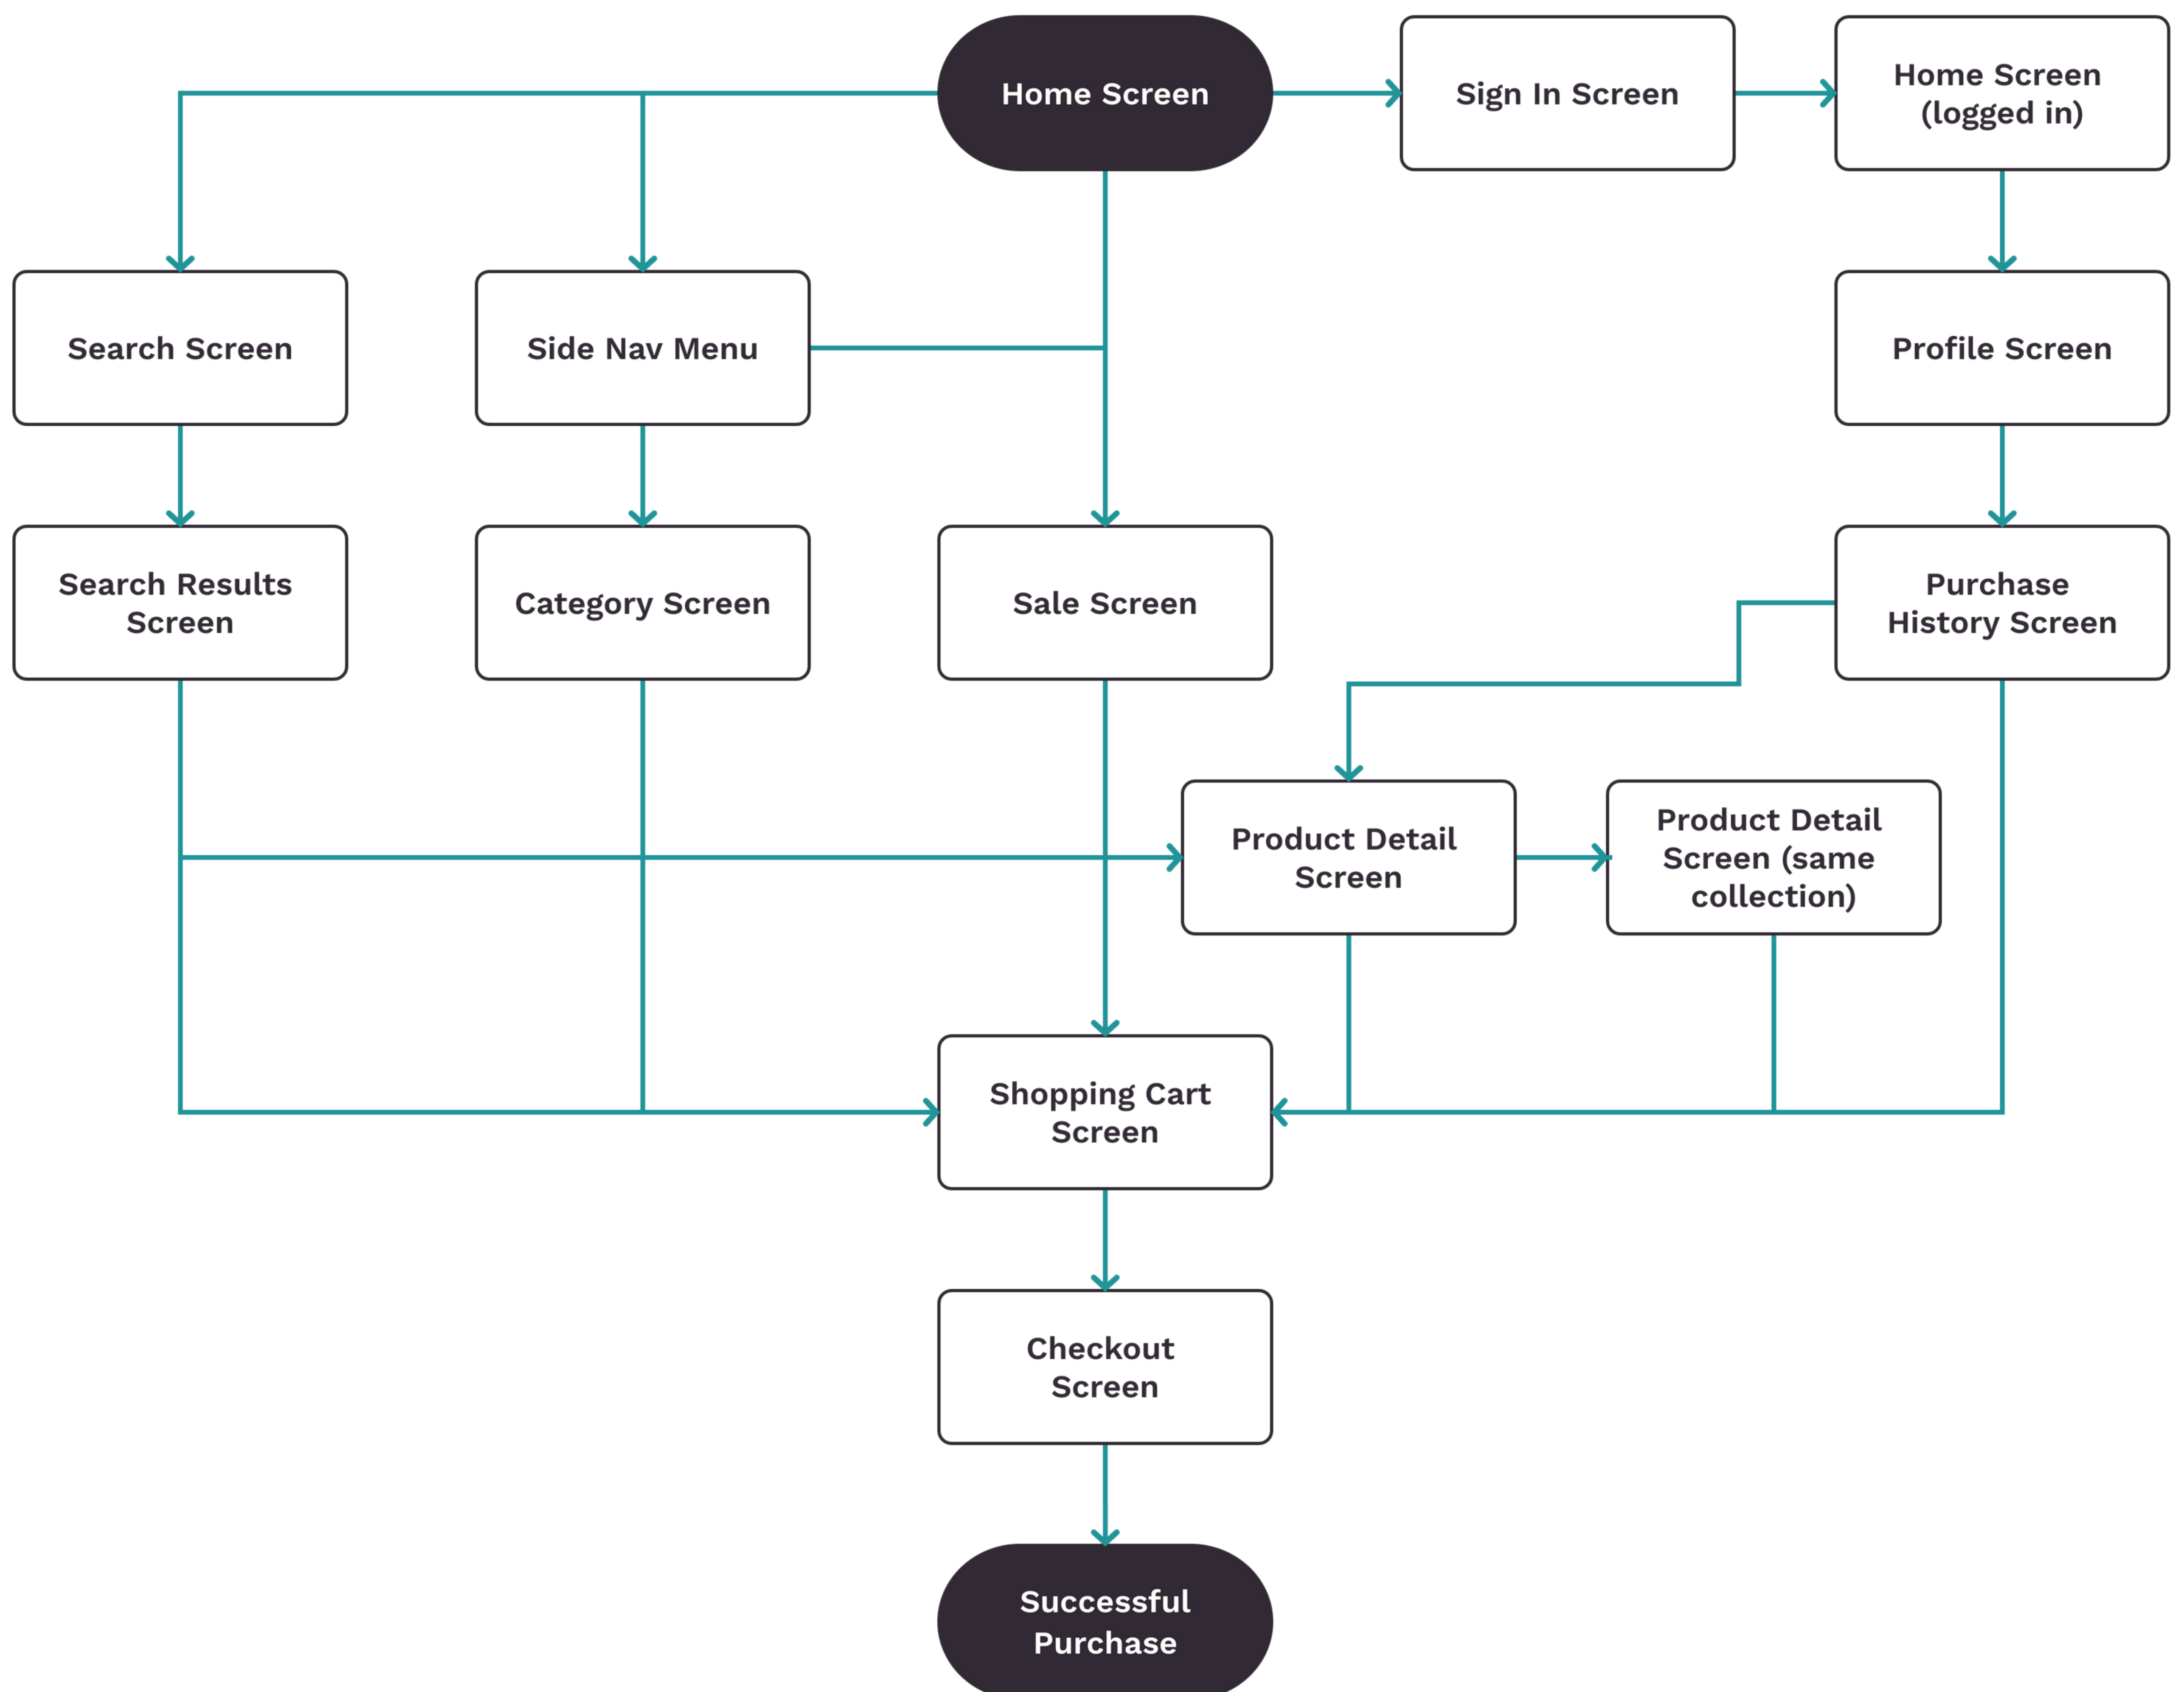 Home Screen
Sign In Screen
Home Screen
(logged in)
Search Screen
Side Nav Menu
Profile Screen
Search Results
Screen
Category Screen
Sale Screen
Purchase
History Screen
Product Detail
Screen
Product Detail
Screen (same
collection)
Shopping Cart
Screen
Checkout
Screen
Successful
Purchase